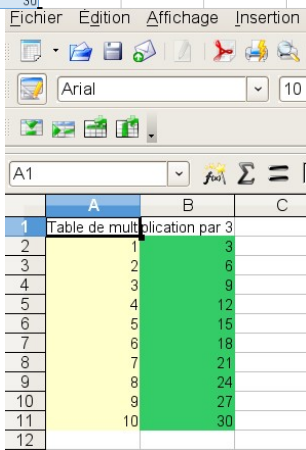 30
Fichier Édition Affichage Insertion
Arial 10
A1 f(x) Σ =
A B C
1 Table de multiplication par 3
2 1 3
3 2 6
4 3 9
5 4 12
6 5 15
7 6 18
8 7 21
9 8 24
10 9 27
11 10 30
12